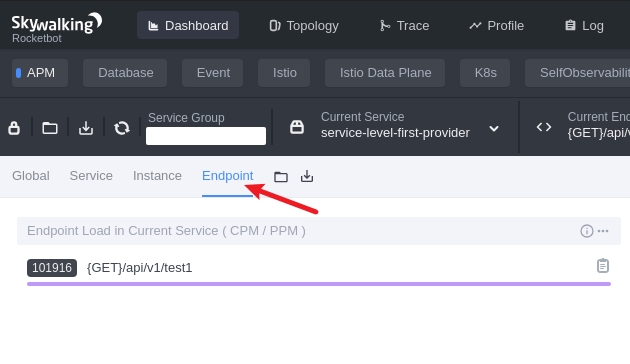 Skywalking
Rocketbot
Dashboard
Topology
Trace
Profile
Log
APM
Database
Event
Istio
Istio Data Plane
K8s
SelfObservabilit
Service Group
Current Service
service-level-first-provider
Current End
{GET}/api/v
Global
Service
Instance
Endpoint
Endpoint Load in Current Service ( CPM / PPM )
101916 {GET}/api/v1/test1